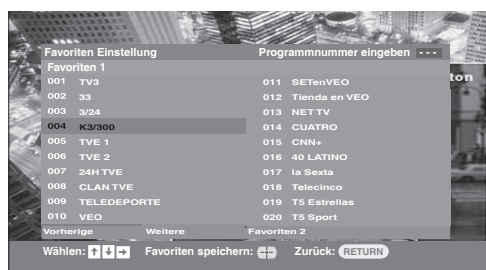 Favoriten Einstellung
Programmnummer eingeben - - -
Favoriten 1
ton
001 TV3
002 33
003 3/24
004 K3/300
005 TVE 1
006 TVE 2
007 24H TVE
008 CLAN TVE
009 TELEDEPORTE
010 VEO
011 SETenVEO
012 Tienda en VEO
013 NET TV
014 CUATRO
015 CNN+
016 40 LATINO
017 la Sexta
018 Telecinco
019 T5 Estrellas
020 T5 Sport
Vorherige
Weitere
Favoriten 2
Wählen:
Favoriten speichern:
Zurück: RETURN